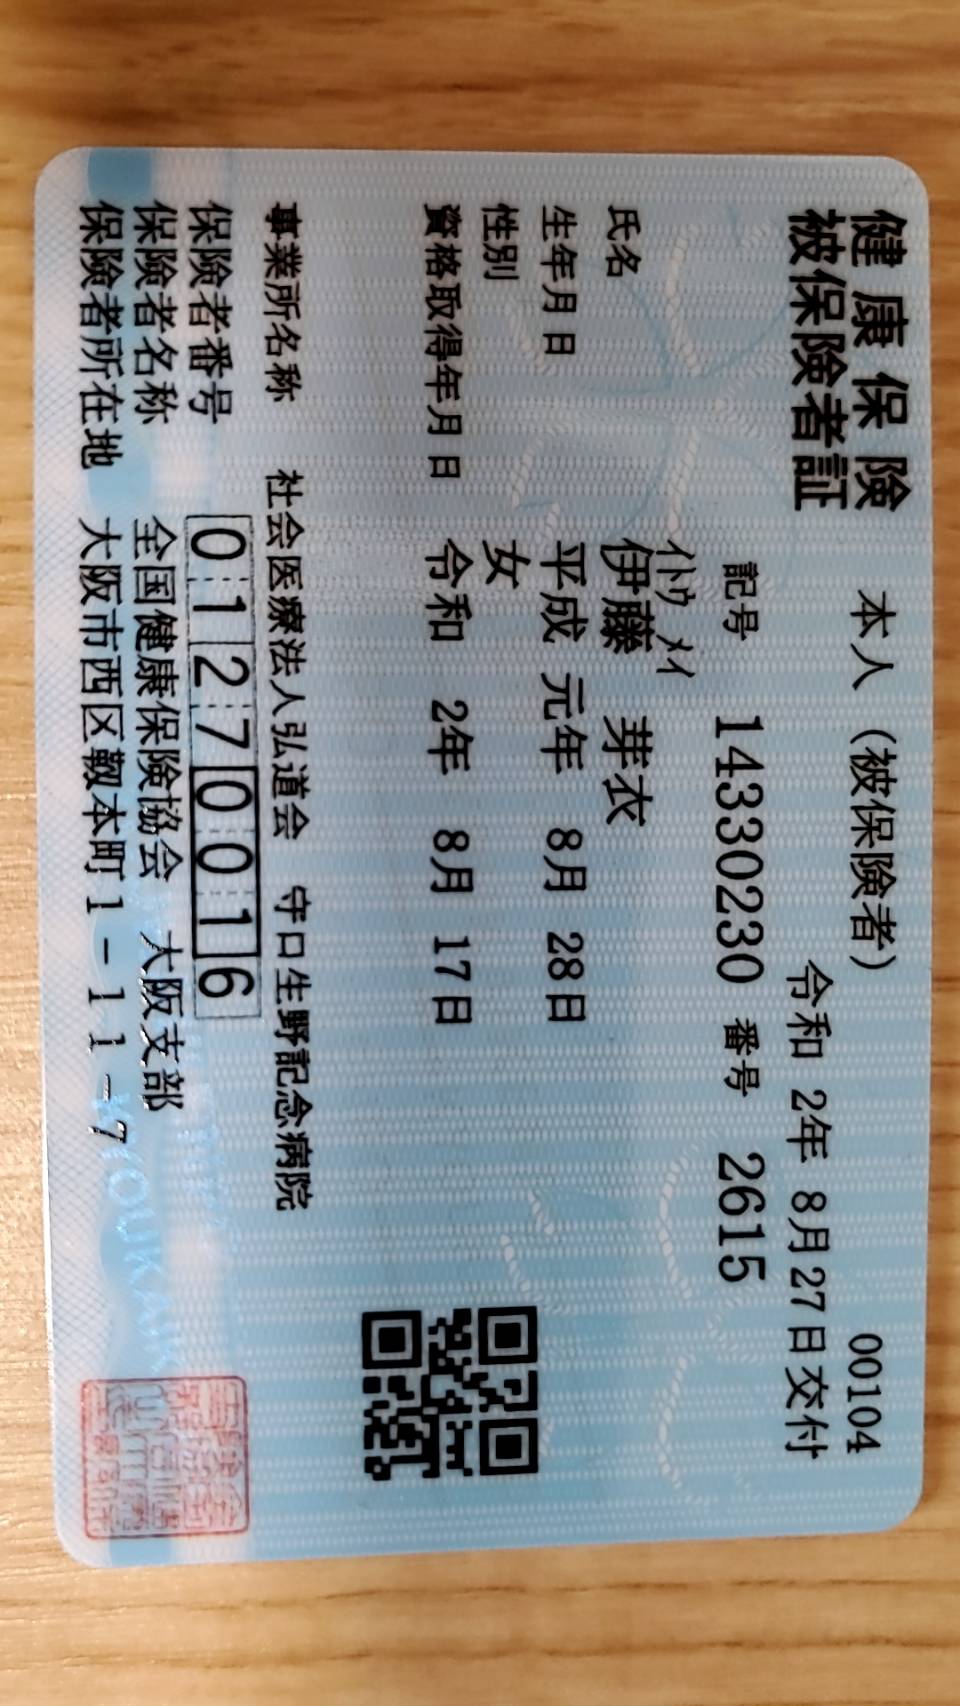 健康保険 本人（被保険者） 00104
被保険者証 令和 2年 8月27日交付
記号 14330230 番号 2615
ｲﾄｳ ﾒｲ
氏名 伊藤 芽衣
生年月日 平成 元年 8月 28日
性別 女
資格取得年月日 令和 2年 8月 17日
事業所名称 社会医療法人弘道会 守口生野記念病院
保険者番号 01270016
保険者名称 全国健康保険協会 大阪支部
保険者所在地 大阪市西区靱本町1-11-7